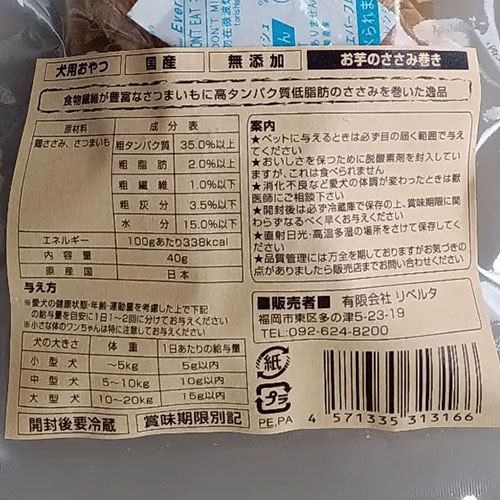 Ever
DON'T EAT
DON'T MI
勿在微波炉
犬用おやつ 国産 無添加 お芋のささみ巻き
食物繊維が豊富なさつまいもに高タンパク質低脂肪のささみを巻いた逸品
原材料 成分表
鶏ささみ、さつまいも 粗タンパク質 35.0%以上
粗脂肪 2.0%以上
粗繊維 1.0%以下
粗灰分 3.5%以下
水分 15.0%以下
エネルギー 100gあたり338kcal
内容量 40g
原産国 日本
与え方
※愛犬の健康状態・年齢・運動量を考慮した上で下記
の給与量を目安に1日1~2回に分けてお与えください
※小さな体のワンちゃんは特に注意してお与えください
犬の大きさ 体重 1日あたりの給与量
小型犬 ~5kg 5g以内
中型犬 5~10kg 10g以内
大型犬 10~20kg 15g以内
開封後要冷蔵 賞味期限別記
案内
★ペットに与えるときは必ず目の届く範囲で与え
てください
★おいしさを保つために脱酸素剤を封入してい
ますが、これは食べられません
★消化不良など愛犬の体調が変わったときは獣
医師にご相談下さい
★開封後は必ず冷蔵庫で保存の上、賞味期限に関
わらずなるべく早くお与えください
★直射日光・高温多湿の場所をさけて保存してく
ださい
★品質管理には万全を期しておりますがお気づきの
点がありましたら販売店までお問い合わせください
■販売者■ 有限会社 リベルタ
福岡市東区多の津5-23-19
TEL:092-624-8200
紙
プラ
PE,PA
4 571335 313166